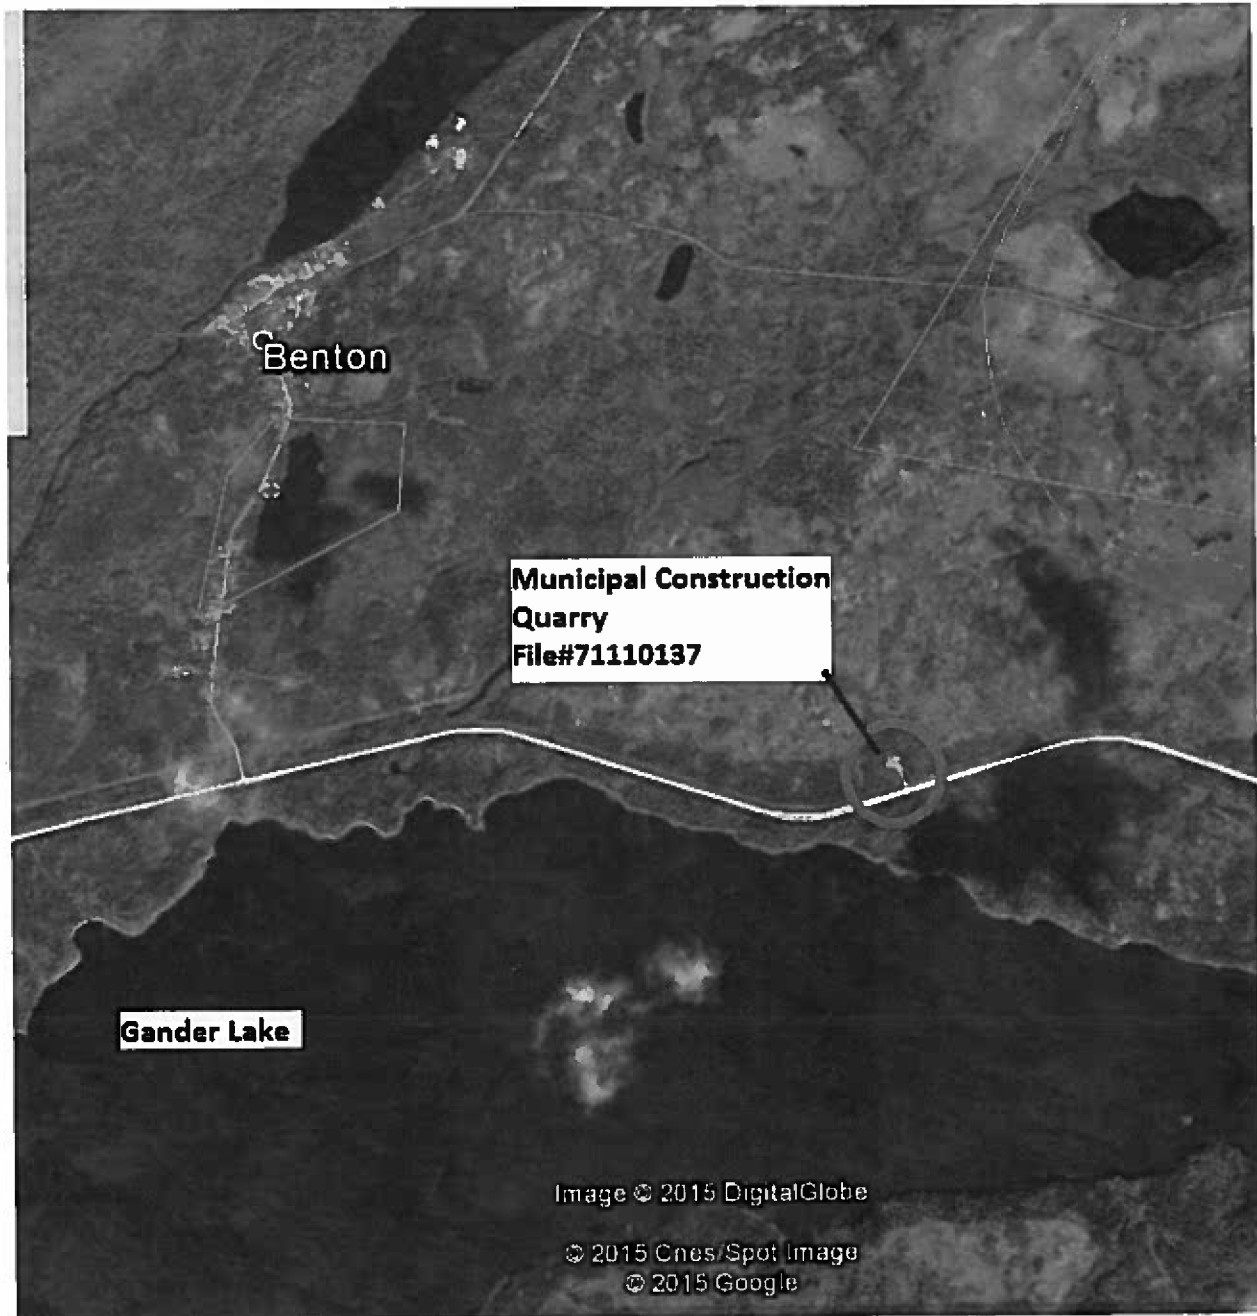 Benton
Municipal Construction
Quarry
File#71110137
Gander Lake
Image © 2015 DigitalGlobe
© 2015 Cnes/Spot Image
© 2015 Google